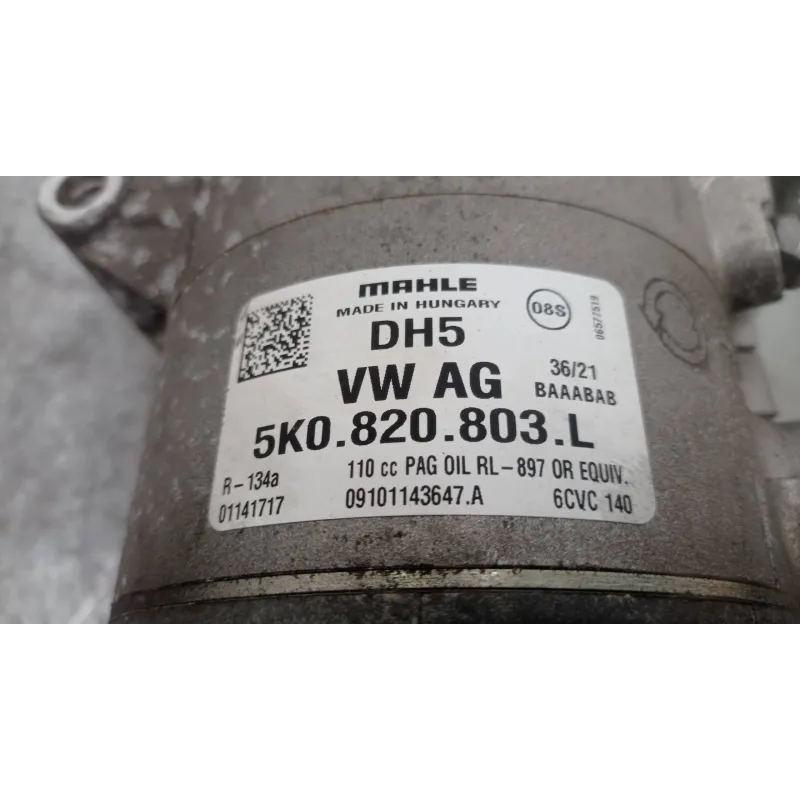 MAHLE
MADE IN HUNGARY
08S
06577519
DH5
36/21
VW AG
BAAABAB
5K0.820.803.L
R-134a
110 cc PAG OIL RL-897 OR EQUIV.
01141717
09101143647.A
6CVC 140